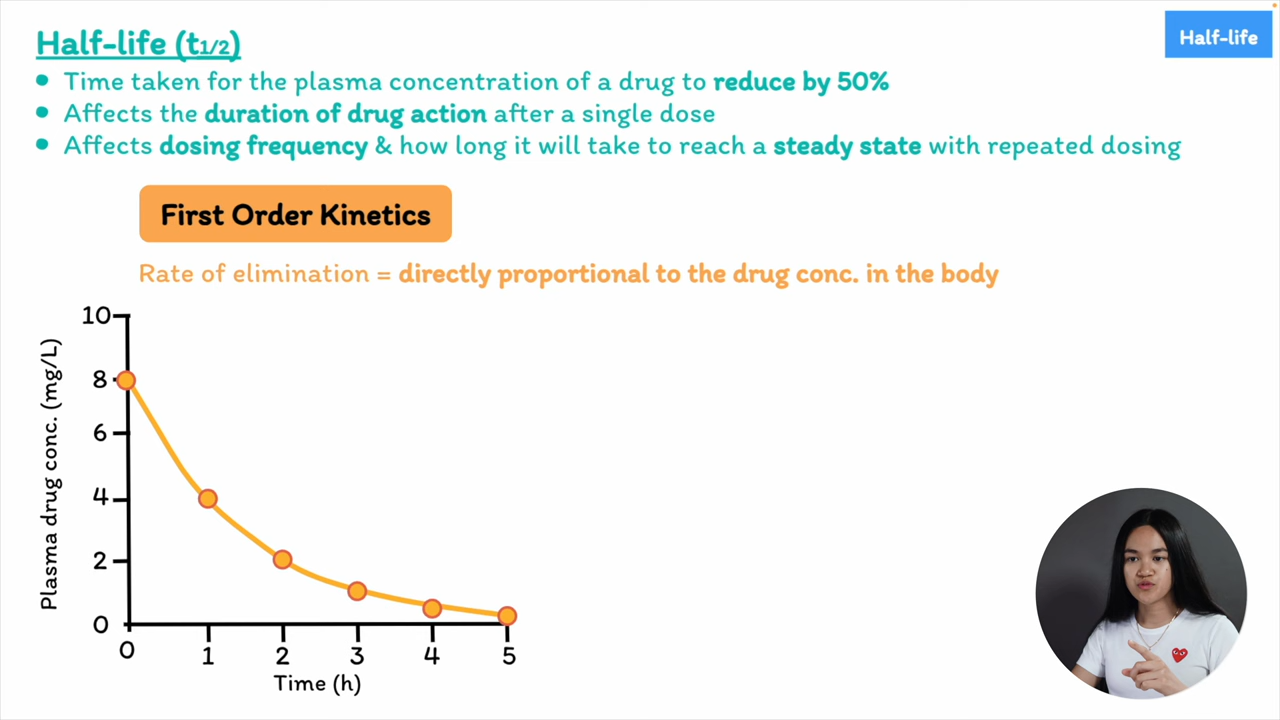 Half-life (t1/2)
Half-life
• Time taken for the plasma concentration of a drug to reduce by 50%
• Affects the duration of drug action after a single dose
• Affects dosing frequency & how long it will take to reach a steady state with repeated dosing
First Order Kinetics
Rate of elimination = directly proportional to the drug conc. in the body
Plasma drug conc. (mg/L)
10
8
6
4
2
0
0 1 2 3 4 5
Time (h)